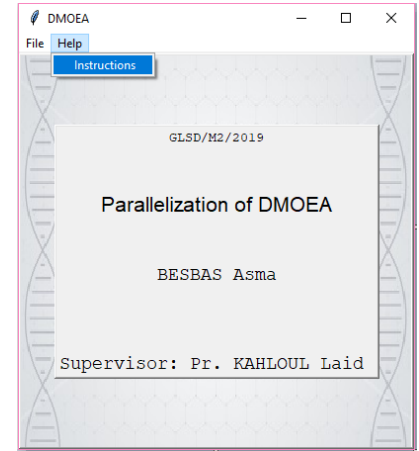 DMOEA
File Help
Instructions
GLSD/M2/2019
Parallelization of DMOEA
BESBAS Asma
Supervisor: Pr. KAHLOUL Laid